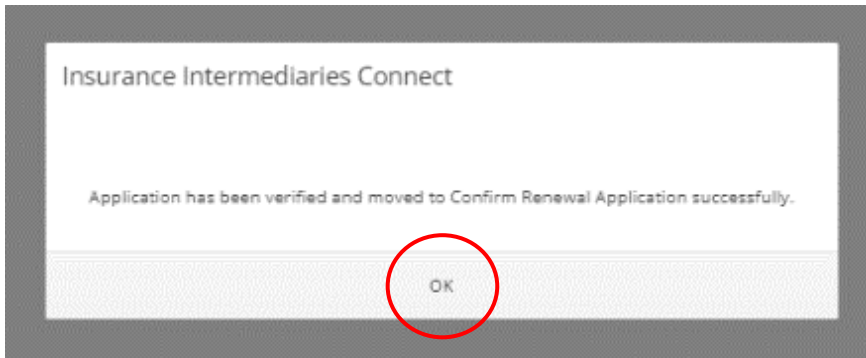 Insurance Intermediaries Connect
Application has been verified and moved to Confirm Renewal Application successfully.
OK